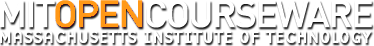 MITOPENCOURSEWARE
MASSACHUSETTS INSTITUTE OF TECHNOLOGY